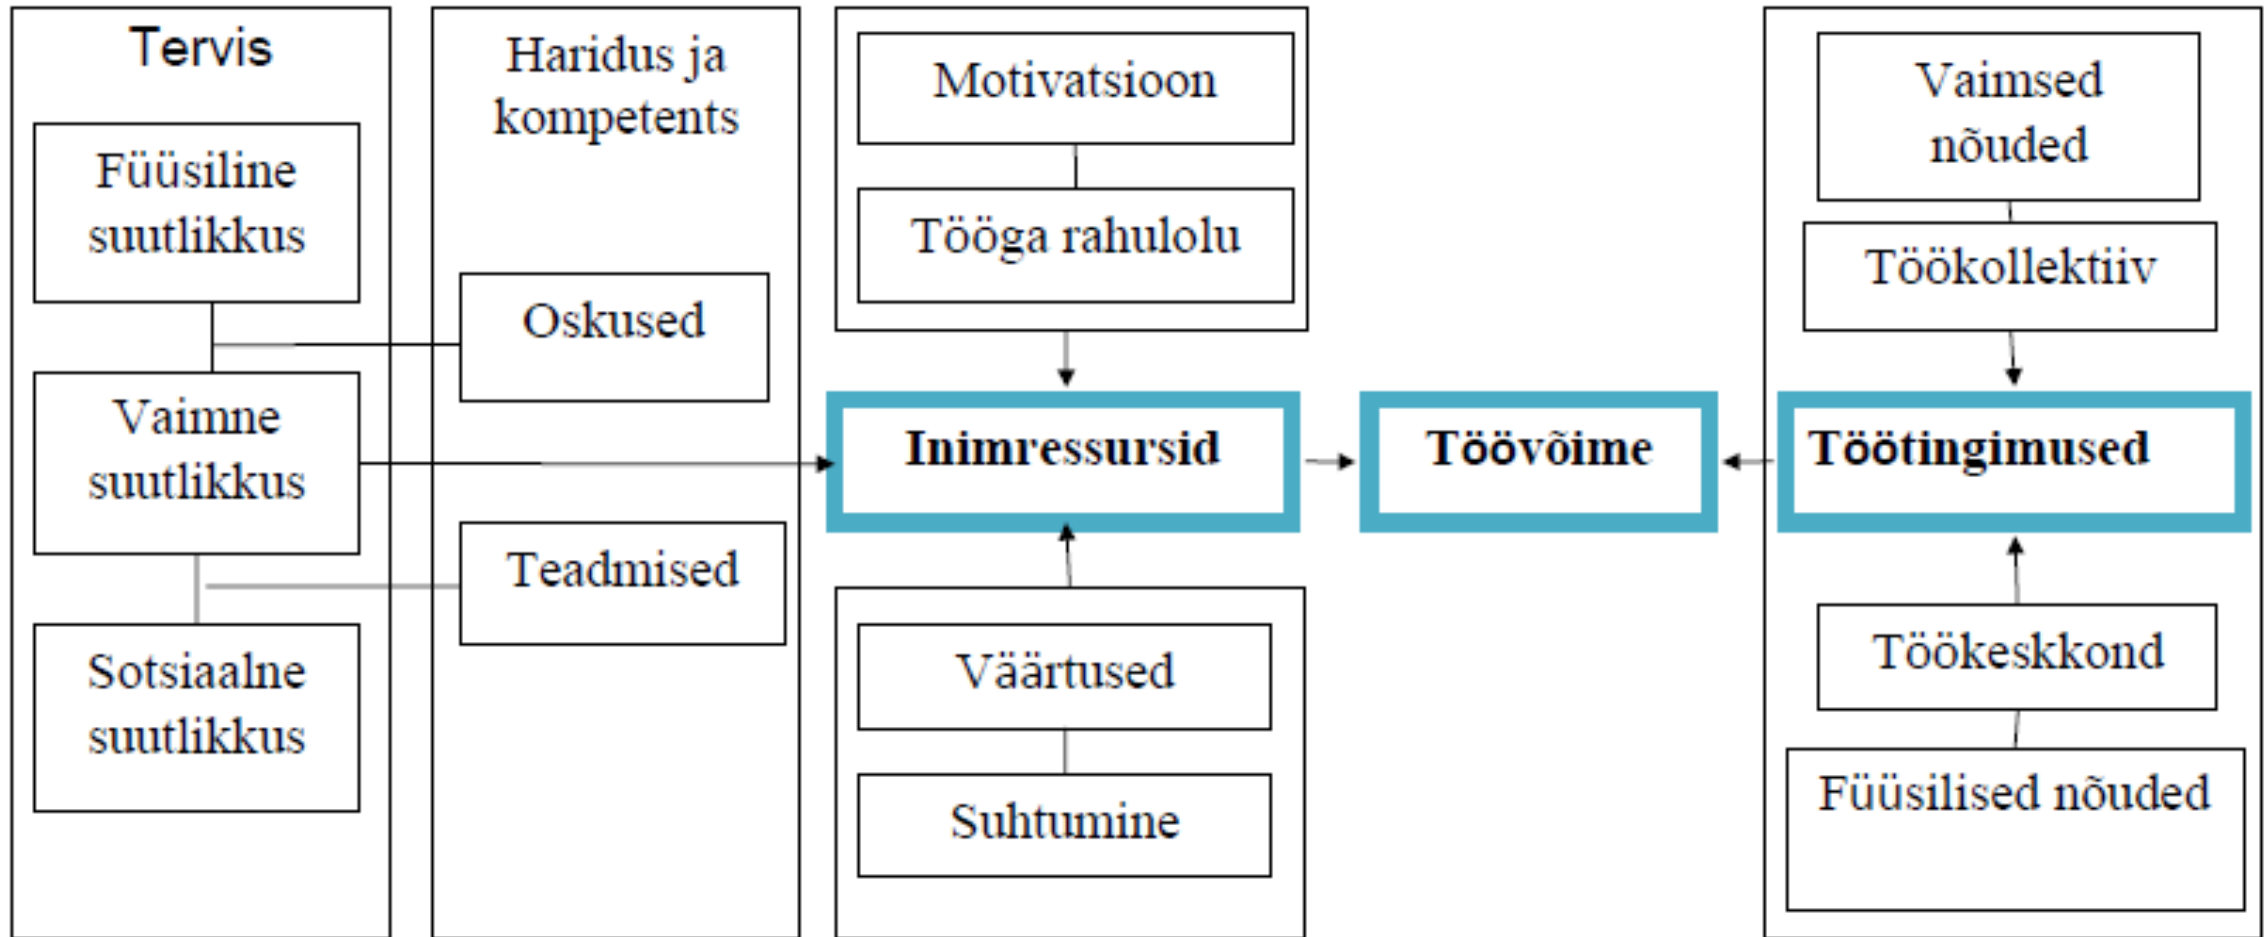 Tervis
Füüsiline
suutlikkus
Vaimne
suutlikkus
Sotsiaalne
suutlikkus
Haridus ja
kompetents
Oskused
Teadmised
Motivatsioon
Tööga rahulolu
Inimressursid
Väärtused
Suhtumine
Töövõime
Vaimsed
nõuded
Töökollektiiv
Töötingimused
Töökeskkond
Füüsilised nõuded